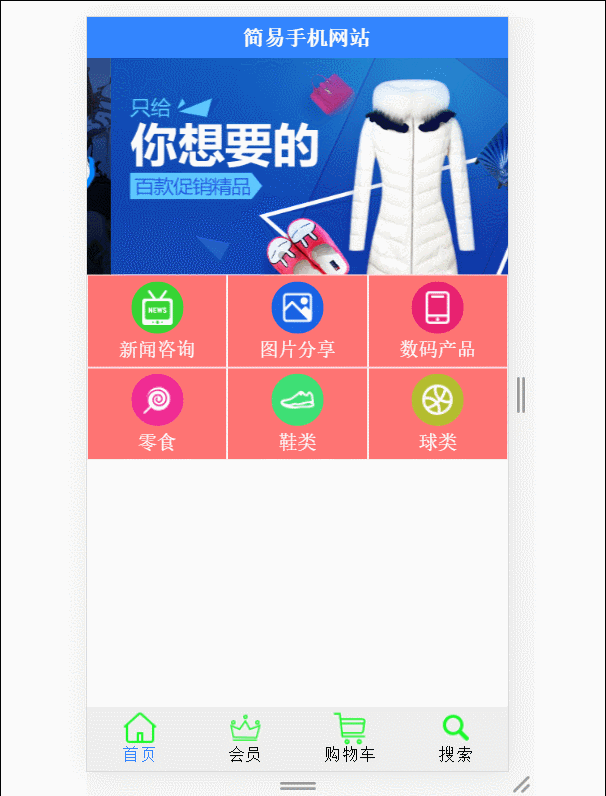 简易手机网站
只给
你想要的
百款促销精品
NEWS
新闻咨询 图片分享 数码产品
零食 鞋类 球类
首页 会员 购物车 搜索